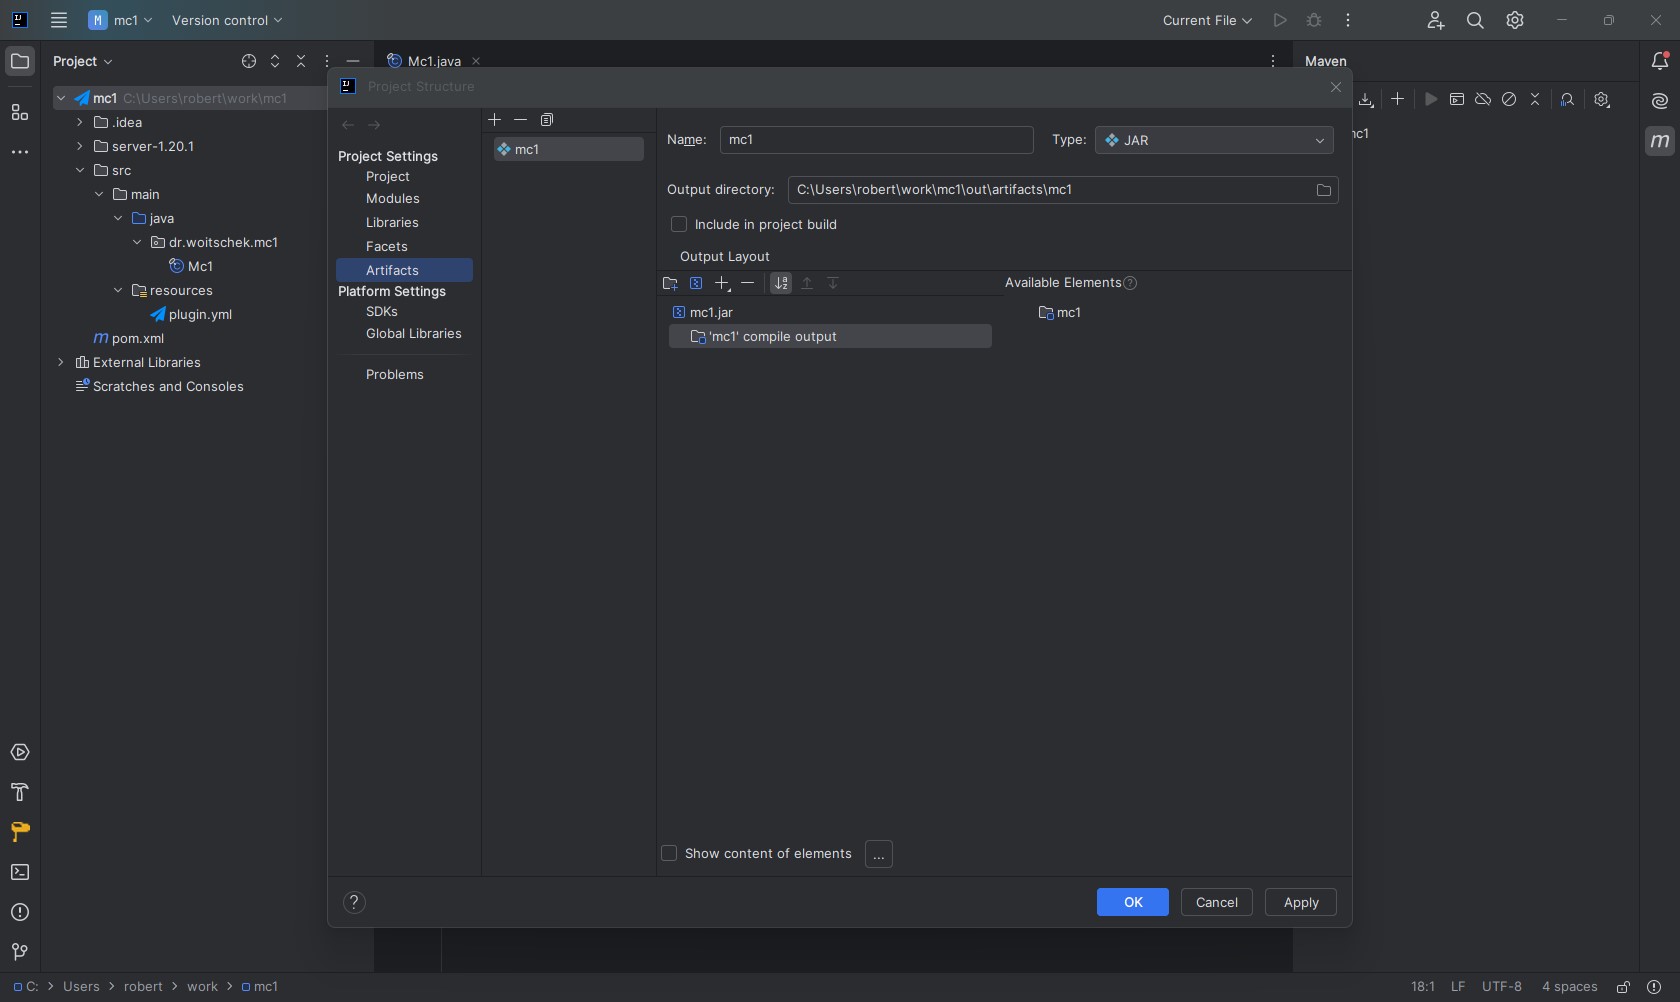 mc1
Version control
Current File
Project
Mc1.java
Maven
mc1 C:\Users\robert\work\mc1
.idea
server-1.20.1
src
main
java
dr.woitschek.mc1
Mc1
resources
plugin.yml
pom.xml
External Libraries
Scratches and Consoles
Project Structure
Project Settings
Project
Modules
Libraries
Facets
Artifacts
Platform Settings
SDKs
Global Libraries
Problems
mc1
Name: mc1 Type: JAR
Output directory: C:\Users\robert\work\mc1\out\artifacts\mc1
Include in project build
Output Layout
Available Elements
mc1.jar
'mc1' compile output
mc1
Show content of elements ...
OK Cancel Apply
C: > Users > robert > work > mc1
18:1 LF UTF-8 4 spaces